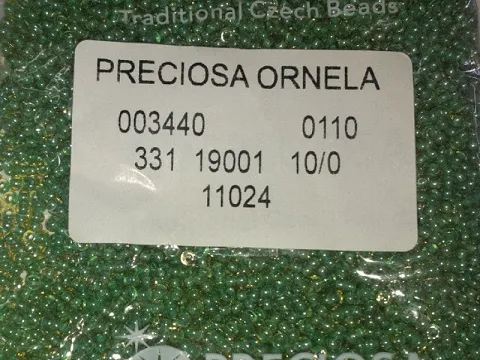 Traditional Czech Beads
PRECIOSA ORNELA
003440 0110
331 19001 10/0
11024
PRECIOSA